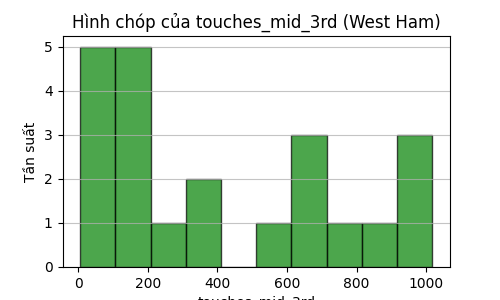 Hình chóp của touches_mid_3rd (West Ham)
5
4
3
2
1
0
Tần suất
0 200 400 600 800 1000
touches_mid_3rd